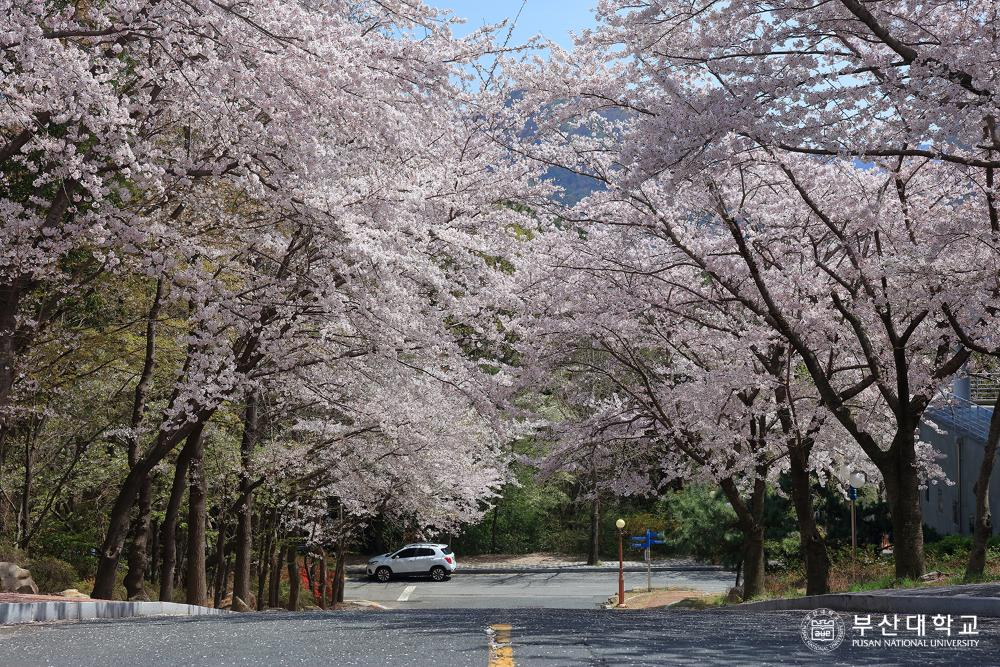 부산대학교
PUSAN NATIONAL UNIVERSITY